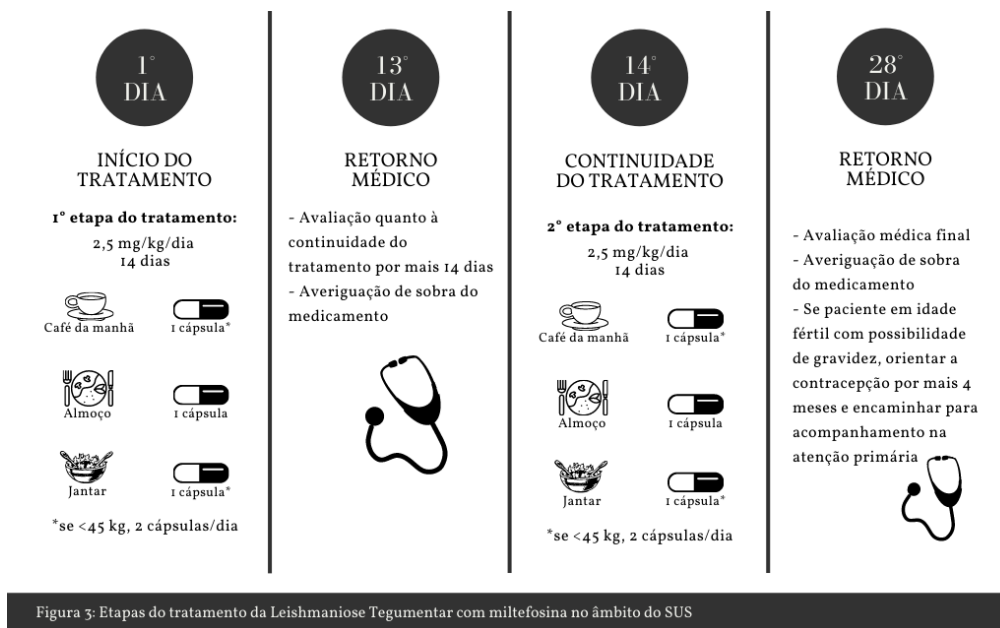 1°
DIA
INÍCIO DO
TRATAMENTO
1° etapa do tratamento:
2,5 mg/kg/dia
14 dias
Café da manhã
1 cápsula*
Almoço
1 cápsula
Jantar
1 cápsula*
*se <45 kg, 2 cápsulas/dia
13°
DIA
RETORNO
MÉDICO
- Avaliação quanto à
continuidade do
tratamento por mais 14 dias
- Averiguação de sobra do
medicamento
14°
DIA
CONTINUIDADE
DO TRATAMENTO
2° etapa do tratamento:
2,5 mg/kg/dia
14 dias
Café da manhã
1 cápsula*
Almoço
1 cápsula
Jantar
1 cápsula*
*se <45 kg, 2 cápsulas/dia
28°
DIA
RETORNO
MÉDICO
- Avaliação médica final
- Averiguação de sobra
do medicamento
- Se paciente em idade
fértil com possibilidade
de gravidez, orientar a
contracepção por mais 4
meses e encaminhar para
acompanhamento na
atenção primária
Figura 3: Etapas do tratamento da Leishmaniose Tegumentar com miltefosina no âmbito do SUS